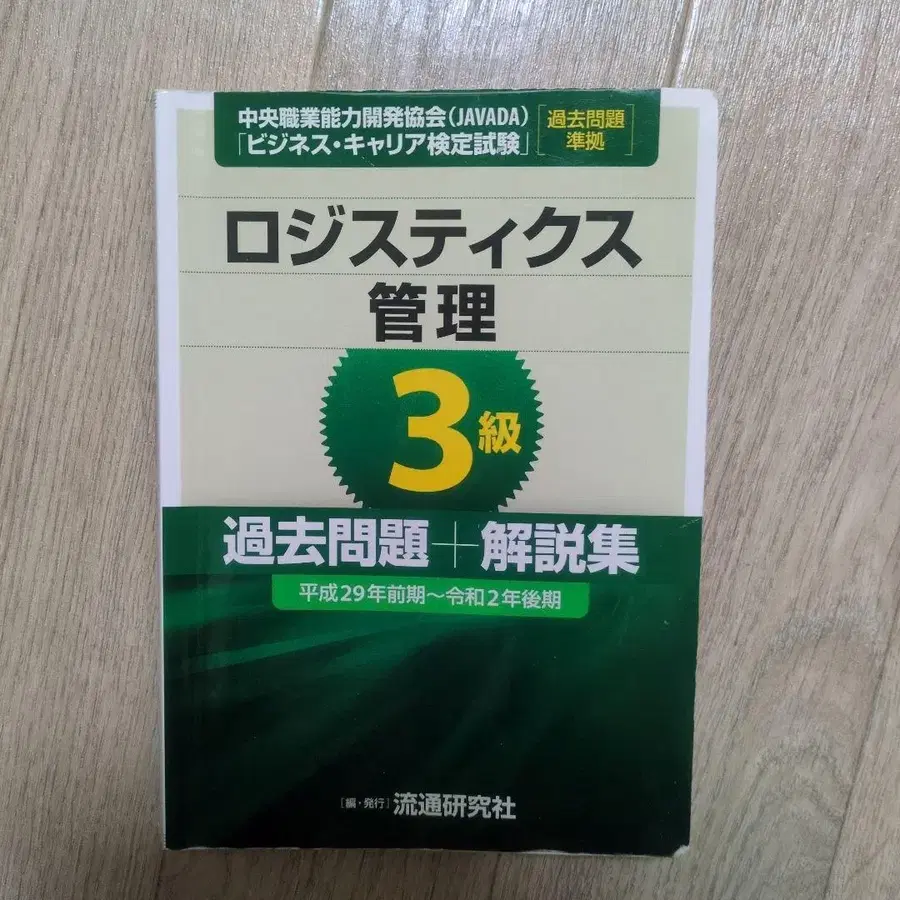 中央職業能力開発協会(JAVADA)
「ビジネス・キャリア検定試験」
過去問題
準拠
ロジスティクス
管理
3級
過去問題+解説集
平成29年前期～令和2年後期
[編・発行] 流通研究社